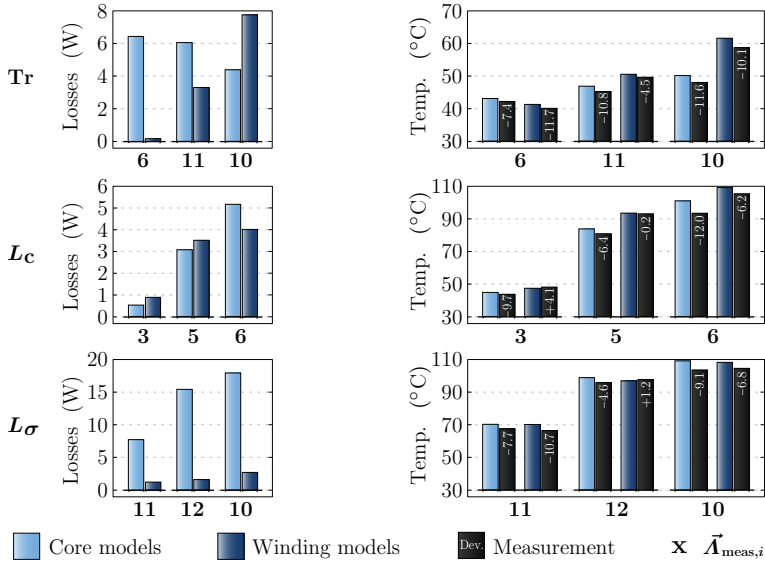 Tr
Losses (W)
8
6
4
2
0
6 11 10
Temp. (°C)
70
60
50
40
30
−7.4 −11.7 −10.8 −4.5 −11.6 −10.1
6 11 10
L_C
Losses (W)
6
5
4
3
2
1
0
3 5 6
Temp. (°C)
110
90
70
50
30
−9.7 +4.1 −6.4 −0.2 −12.0 −6.2
3 5 6
L_σ
Losses (W)
20
15
10
5
0
11 12 10
Temp. (°C)
110
90
70
50
30
−7.7 −10.7 −4.6 +1.2 −9.1 −6.8
11 12 10
Core models Winding models Dev. Measurement x Λ⃗_meas,i